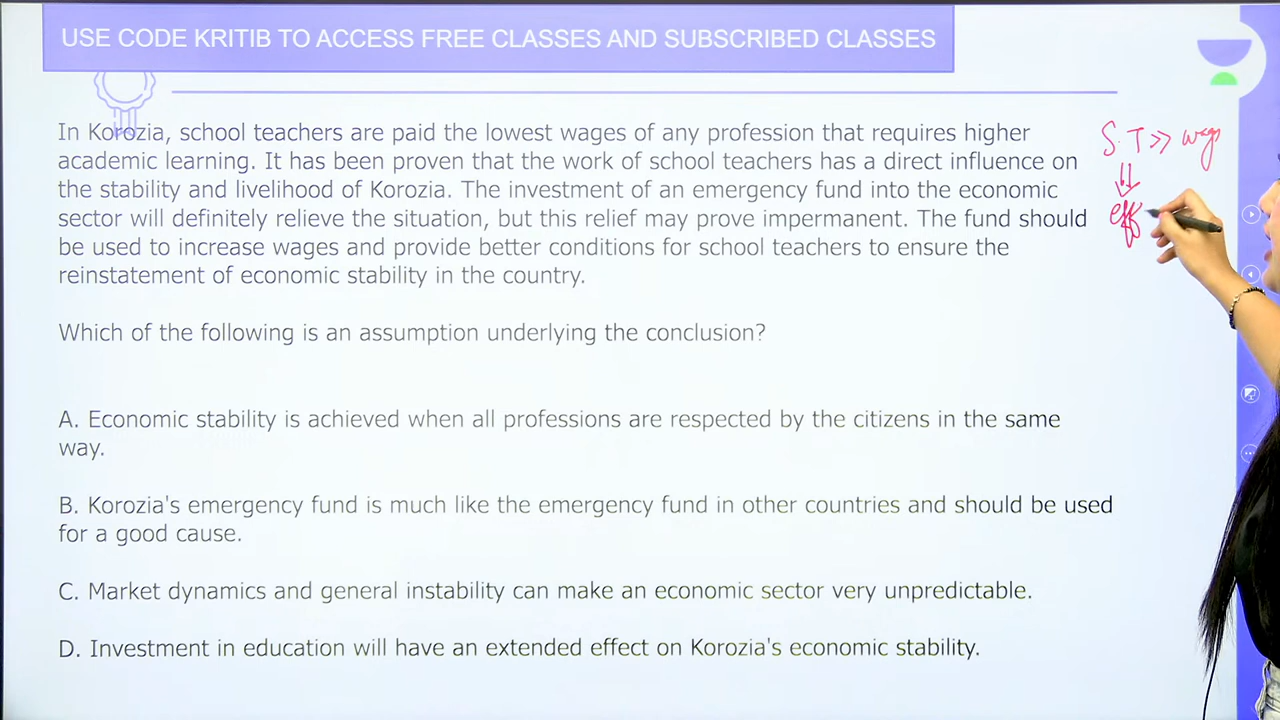 USE CODE KRITIB TO ACCESS FREE CLASSES AND SUBSCRIBED CLASSES
In Korozia, school teachers are paid the lowest wages of any profession that requires higher
academic learning. It has been proven that the work of school teachers has a direct influence on
the stability and livelihood of Korozia. The investment of an emergency fund into the economic
sector will definitely relieve the situation, but this relief may prove impermanent. The fund should
be used to increase wages and provide better conditions for school teachers to ensure the
reinstatement of economic stability in the country.
S. T >> wages
eff
Which of the following is an assumption underlying the conclusion?
A. Economic stability is achieved when all professions are respected by the citizens in the same
way.
B. Korozia's emergency fund is much like the emergency fund in other countries and should be used
for a good cause.
C. Market dynamics and general instability can make an economic sector very unpredictable.
D. Investment in education will have an extended effect on Korozia's economic stability.